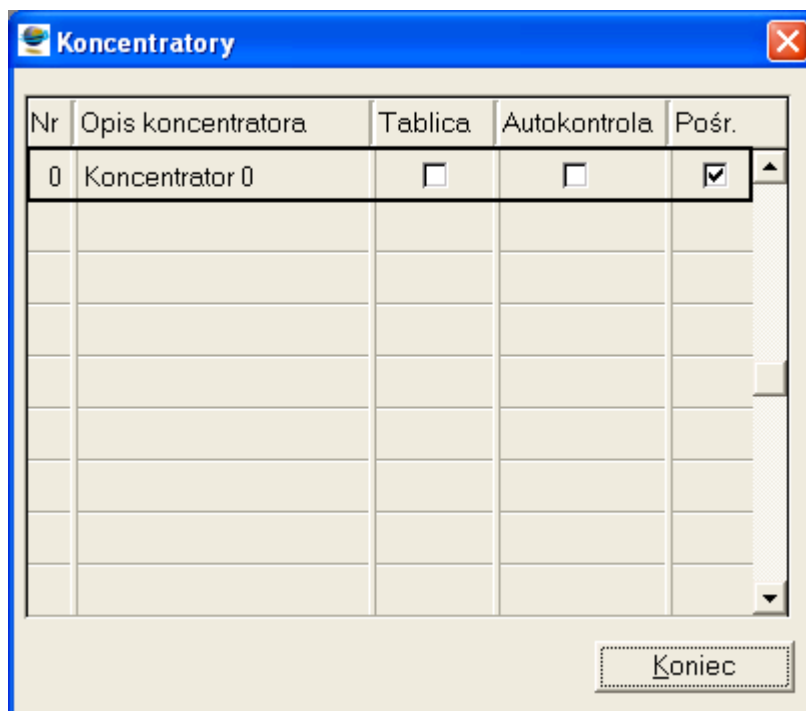 Koncentratory
Nr Opis koncentratora Tablica Autokontrola Pośr.
0 Koncentrator 0
Koniec